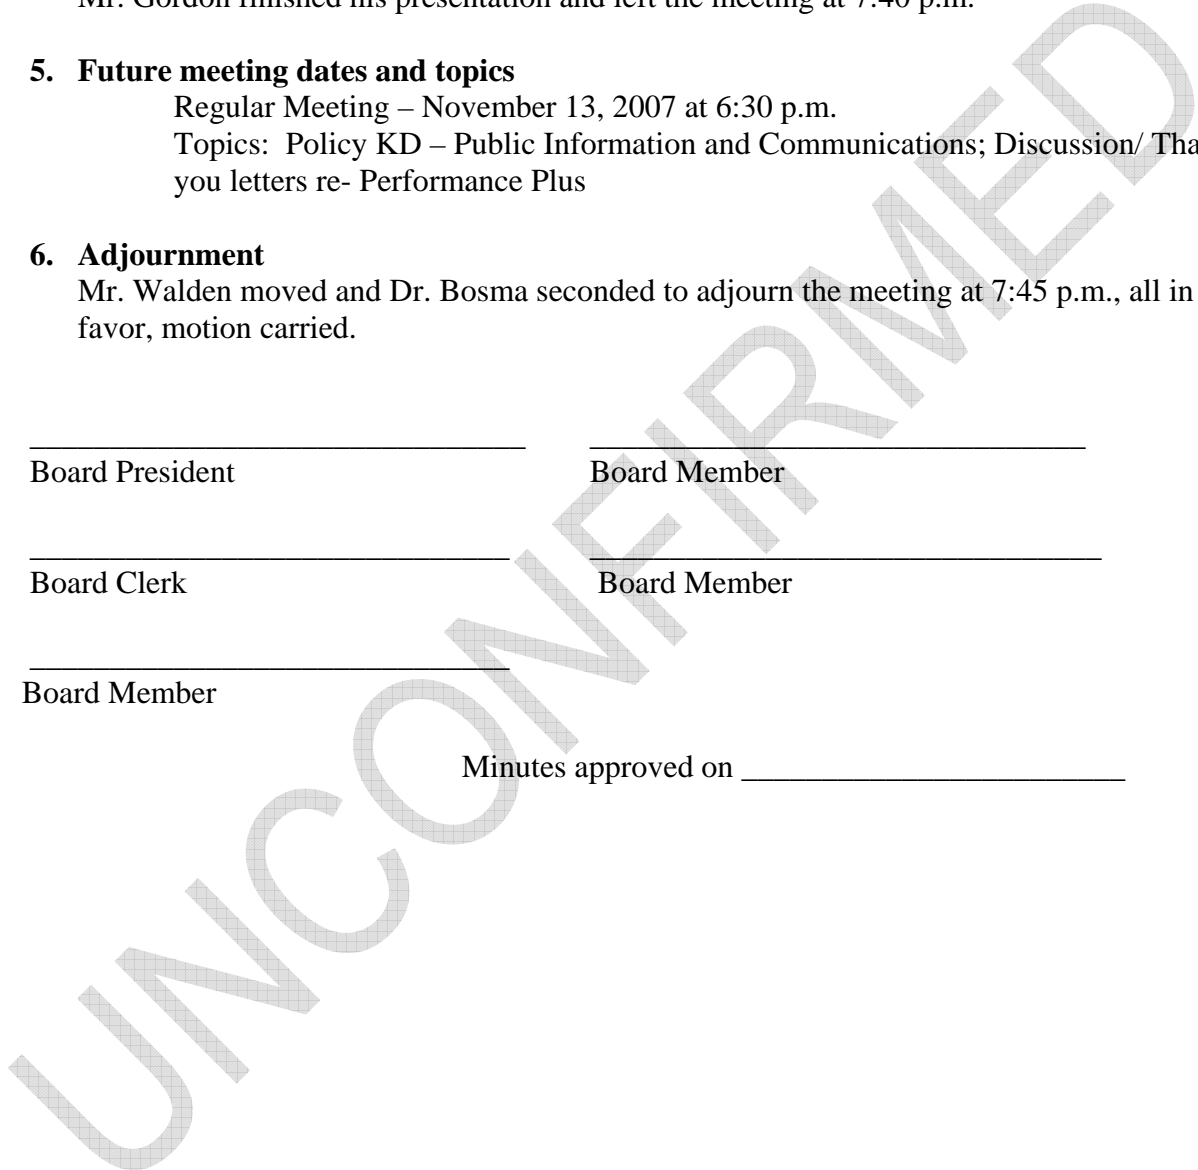 Mr. Gordon finished his presentation and left the meeting at 7:40 p.m.
5. Future meeting dates and topics
Regular Meeting – November 13, 2007 at 6:30 p.m.
Topics: Policy KD – Public Information and Communications; Discussion/ Tha
you letters re- Performance Plus
6. Adjournment
Mr. Walden moved and Dr. Bosma seconded to adjourn the meeting at 7:45 p.m., all in
favor, motion carried.
Board President Board Member
Board Clerk Board Member
Board Member
Minutes approved on ________________________
UNCONFIRMED